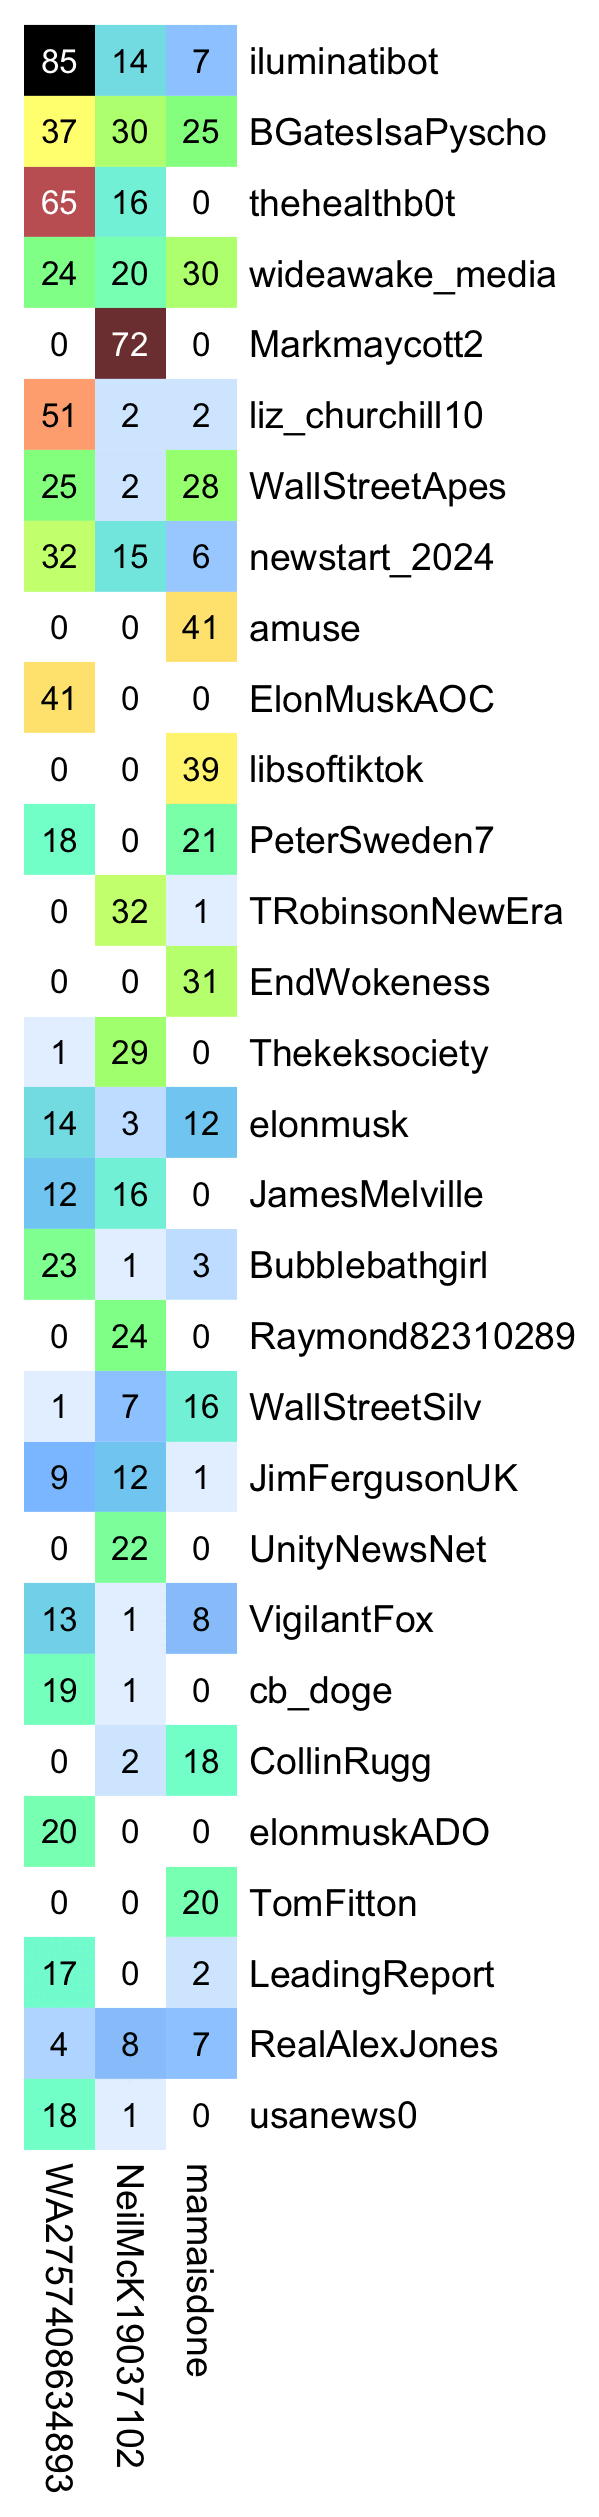 85 14 7 iluminatibot
37 30 25 BGatesIsaPyscho
65 16 0 thehealthb0t
24 20 30 wideawake_media
0 72 0 Markmaycott2
51 2 2 liz_churchill10
25 2 28 WallStreetApes
32 15 6 newstart_2024
0 0 41 amuse
41 0 0 ElonMuskAOC
0 0 39 libsoftiktok
18 0 21 PeterSweden7
0 32 1 TRobinsonNewEra
0 0 31 EndWokeness
1 29 0 Thekeksociety
14 3 12 elonmusk
12 16 0 JamesMelville
23 1 3 Bubblebathgirl
0 24 0 Raymond82310289
1 7 16 WallStreetSilv
9 12 1 JimFergusonUK
0 22 0 UnityNewsNet
13 1 8 VigilantFox
19 1 0 cb_doge
0 2 18 CollinRugg
20 0 0 elonmuskADO
0 0 20 TomFitton
17 0 2 LeadingReport
4 8 7 RealAlexJones
18 1 0 usanews0
WA2757408634893
NeilMcK19037102
mamaisdone